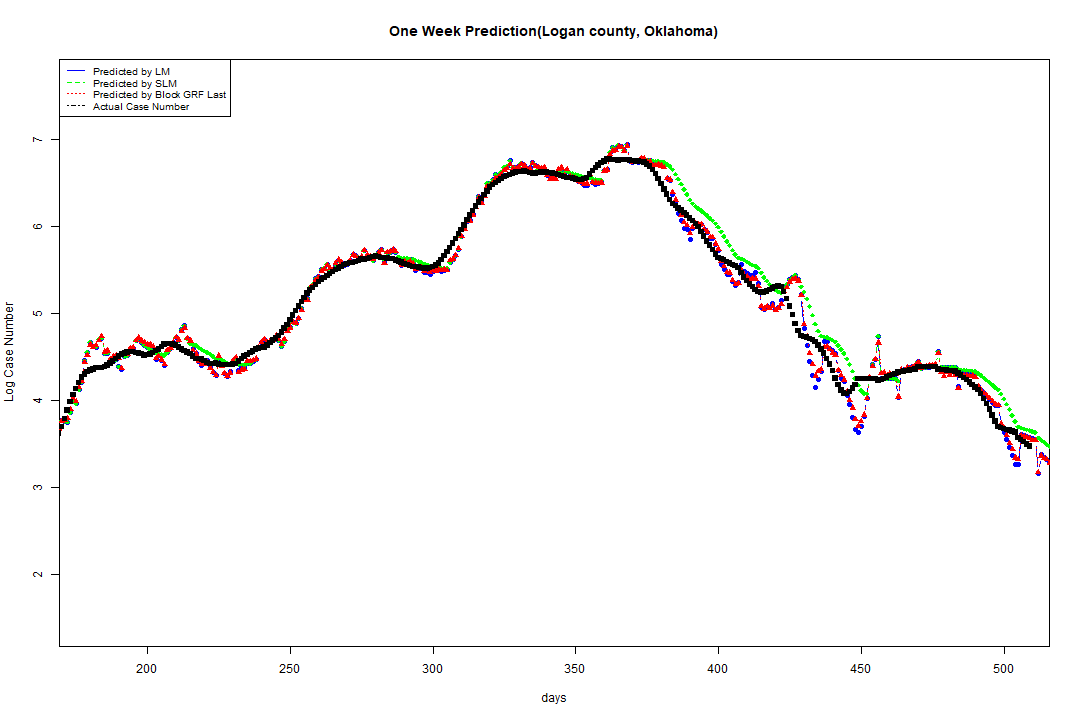 One Week Prediction(Logan county, Oklahoma)
Predicted by LM
Predicted by SLM
Predicted by Block GRF Last
Actual Case Number
7
6
5
4
3
2
Log Case Number
200 250 300 350 400 450 500
days